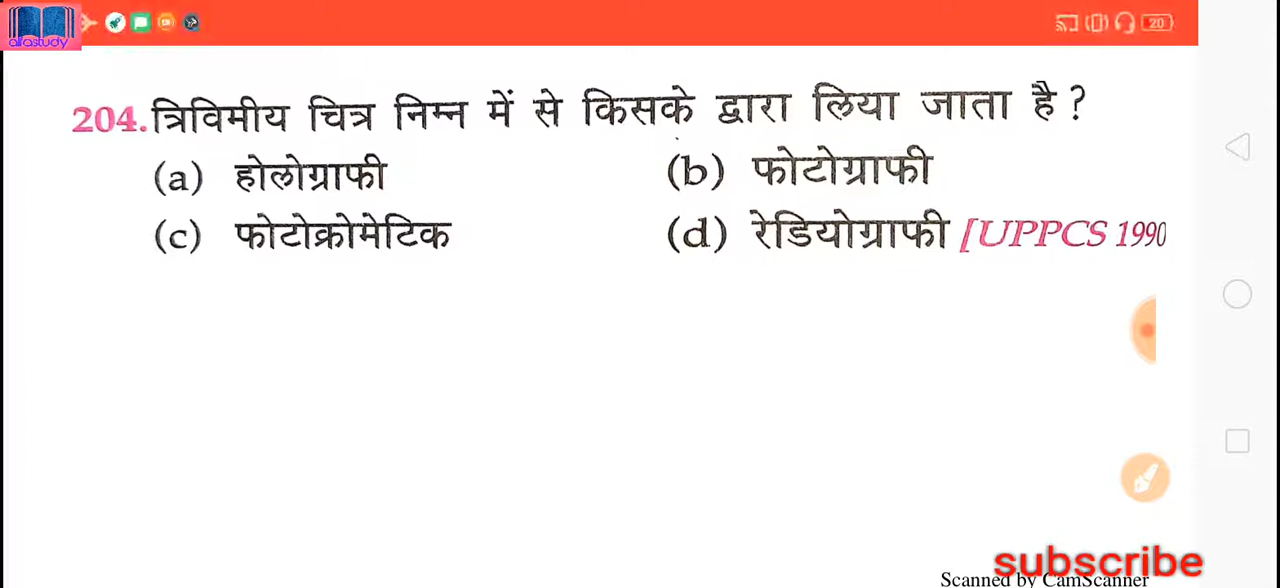 alfastudy
20
204. त्रिविमीय चित्र निम्न में से किसके द्वारा लिया जाता है ?
(a) होलोग्राफी (b) फोटोग्राफी
(c) फोटोक्रोमेटिक (d) रेडियोग्राफी [UPPCS 1990
subscribe
Scanned by CamScanner